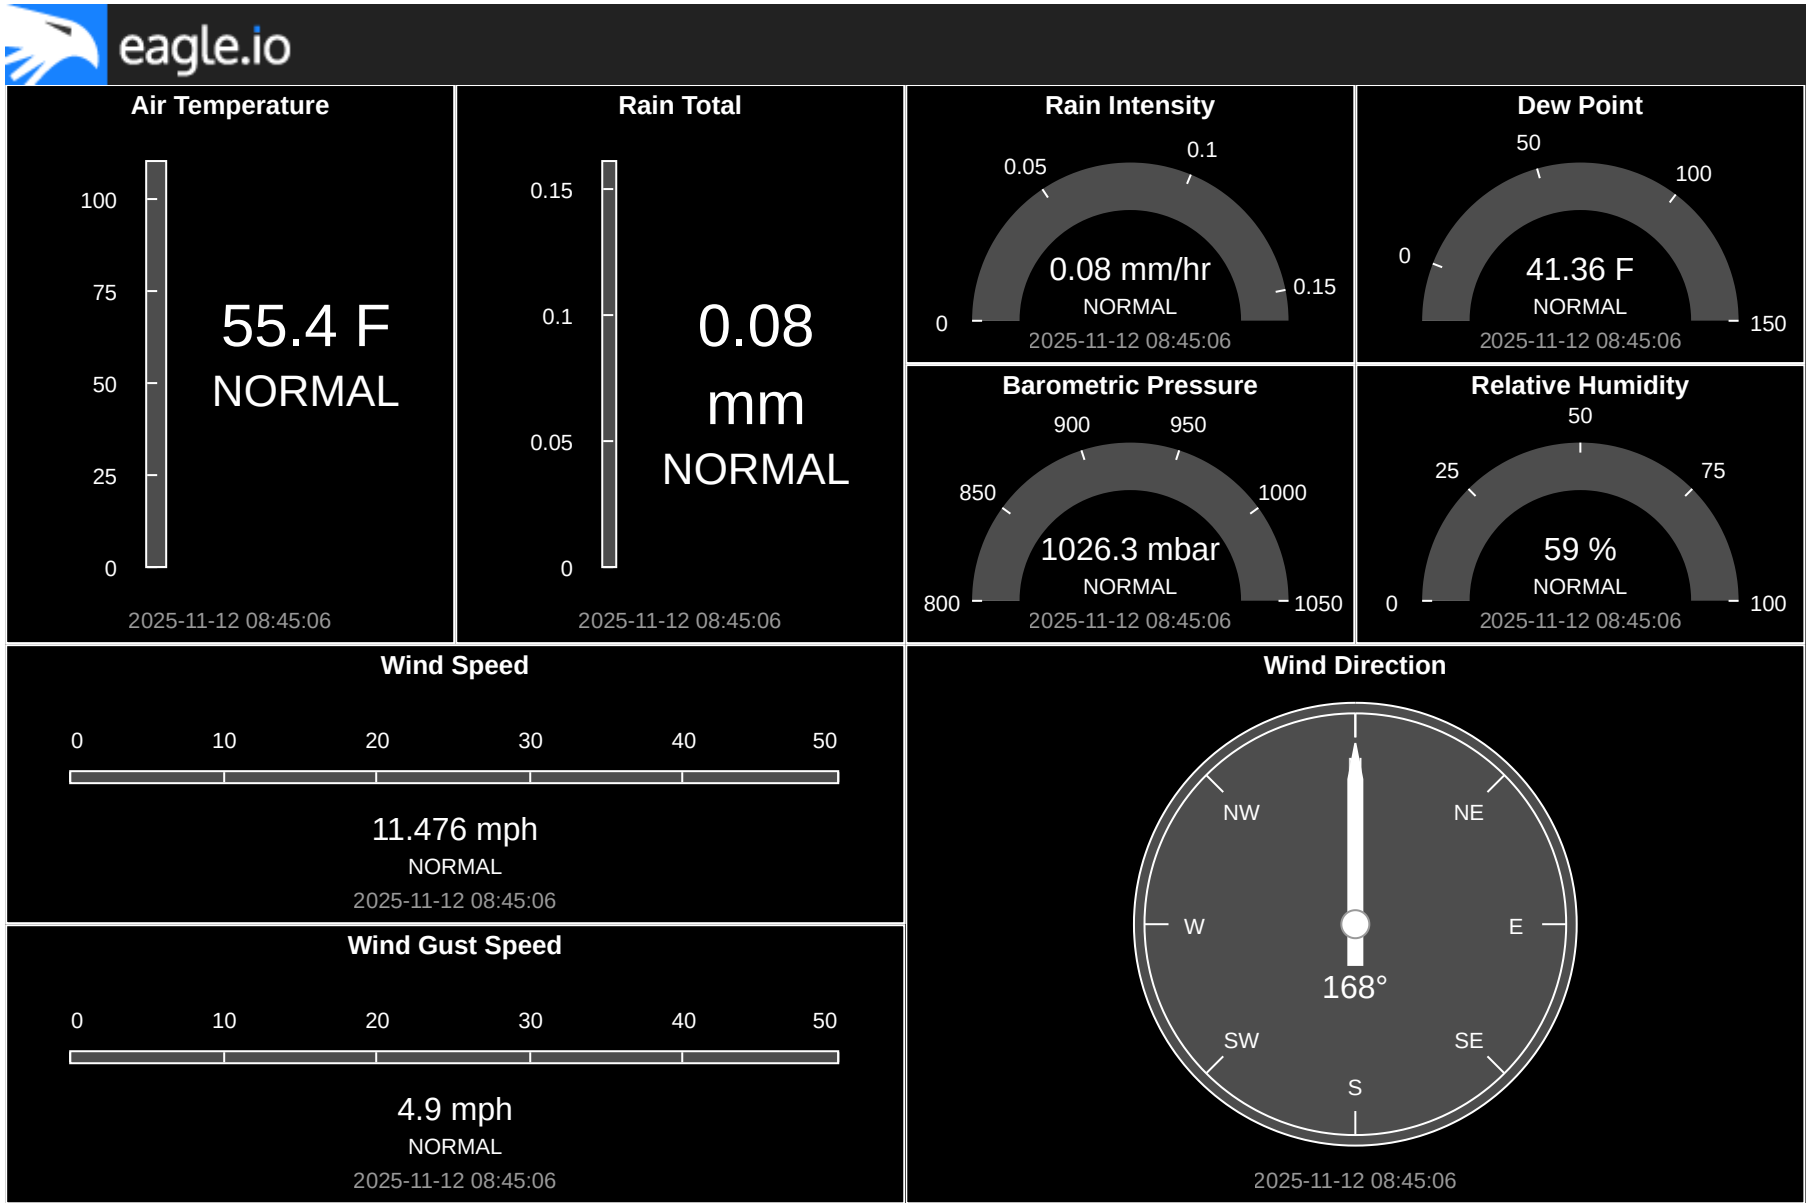 eagle.io
Air Temperature
100
75
50
25
0
55.4 F
NORMAL
2025-11-12 08:45:06
Rain Total
0.15
0.1
0.05
0
0.08
mm
NORMAL
2025-11-12 08:45:06
Rain Intensity
0
0.05
0.1
0.15
0.08 mm/hr
NORMAL
2025-11-12 08:45:06
Dew Point
0
50
100
150
41.36 F
NORMAL
2025-11-12 08:45:06
Barometric Pressure
800
850
900
950
1000
1050
1026.3 mbar
NORMAL
2025-11-12 08:45:06
Relative Humidity
0
25
50
75
100
59 %
NORMAL
2025-11-12 08:45:06
Wind Speed
0 10 20 30 40 50
11.476 mph
NORMAL
2025-11-12 08:45:06
Wind Gust Speed
0 10 20 30 40 50
4.9 mph
NORMAL
2025-11-12 08:45:06
Wind Direction
NW NE
W E
168°
SW SE
S
2025-11-12 08:45:06